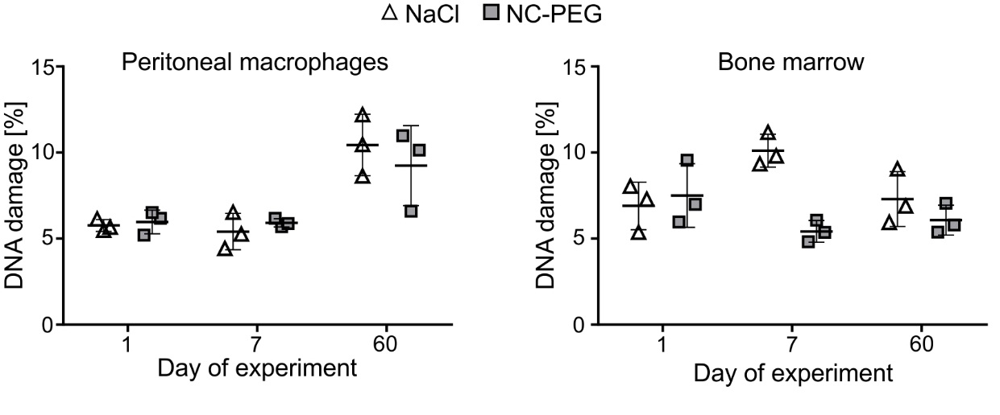 NaCl NC-PEG
Peritoneal macrophages
DNA damage [%]
15
10
5
0
1 7 60
Day of experiment
Bone marrow
DNA damage [%]
15
10
5
0
1 7 60
Day of experiment